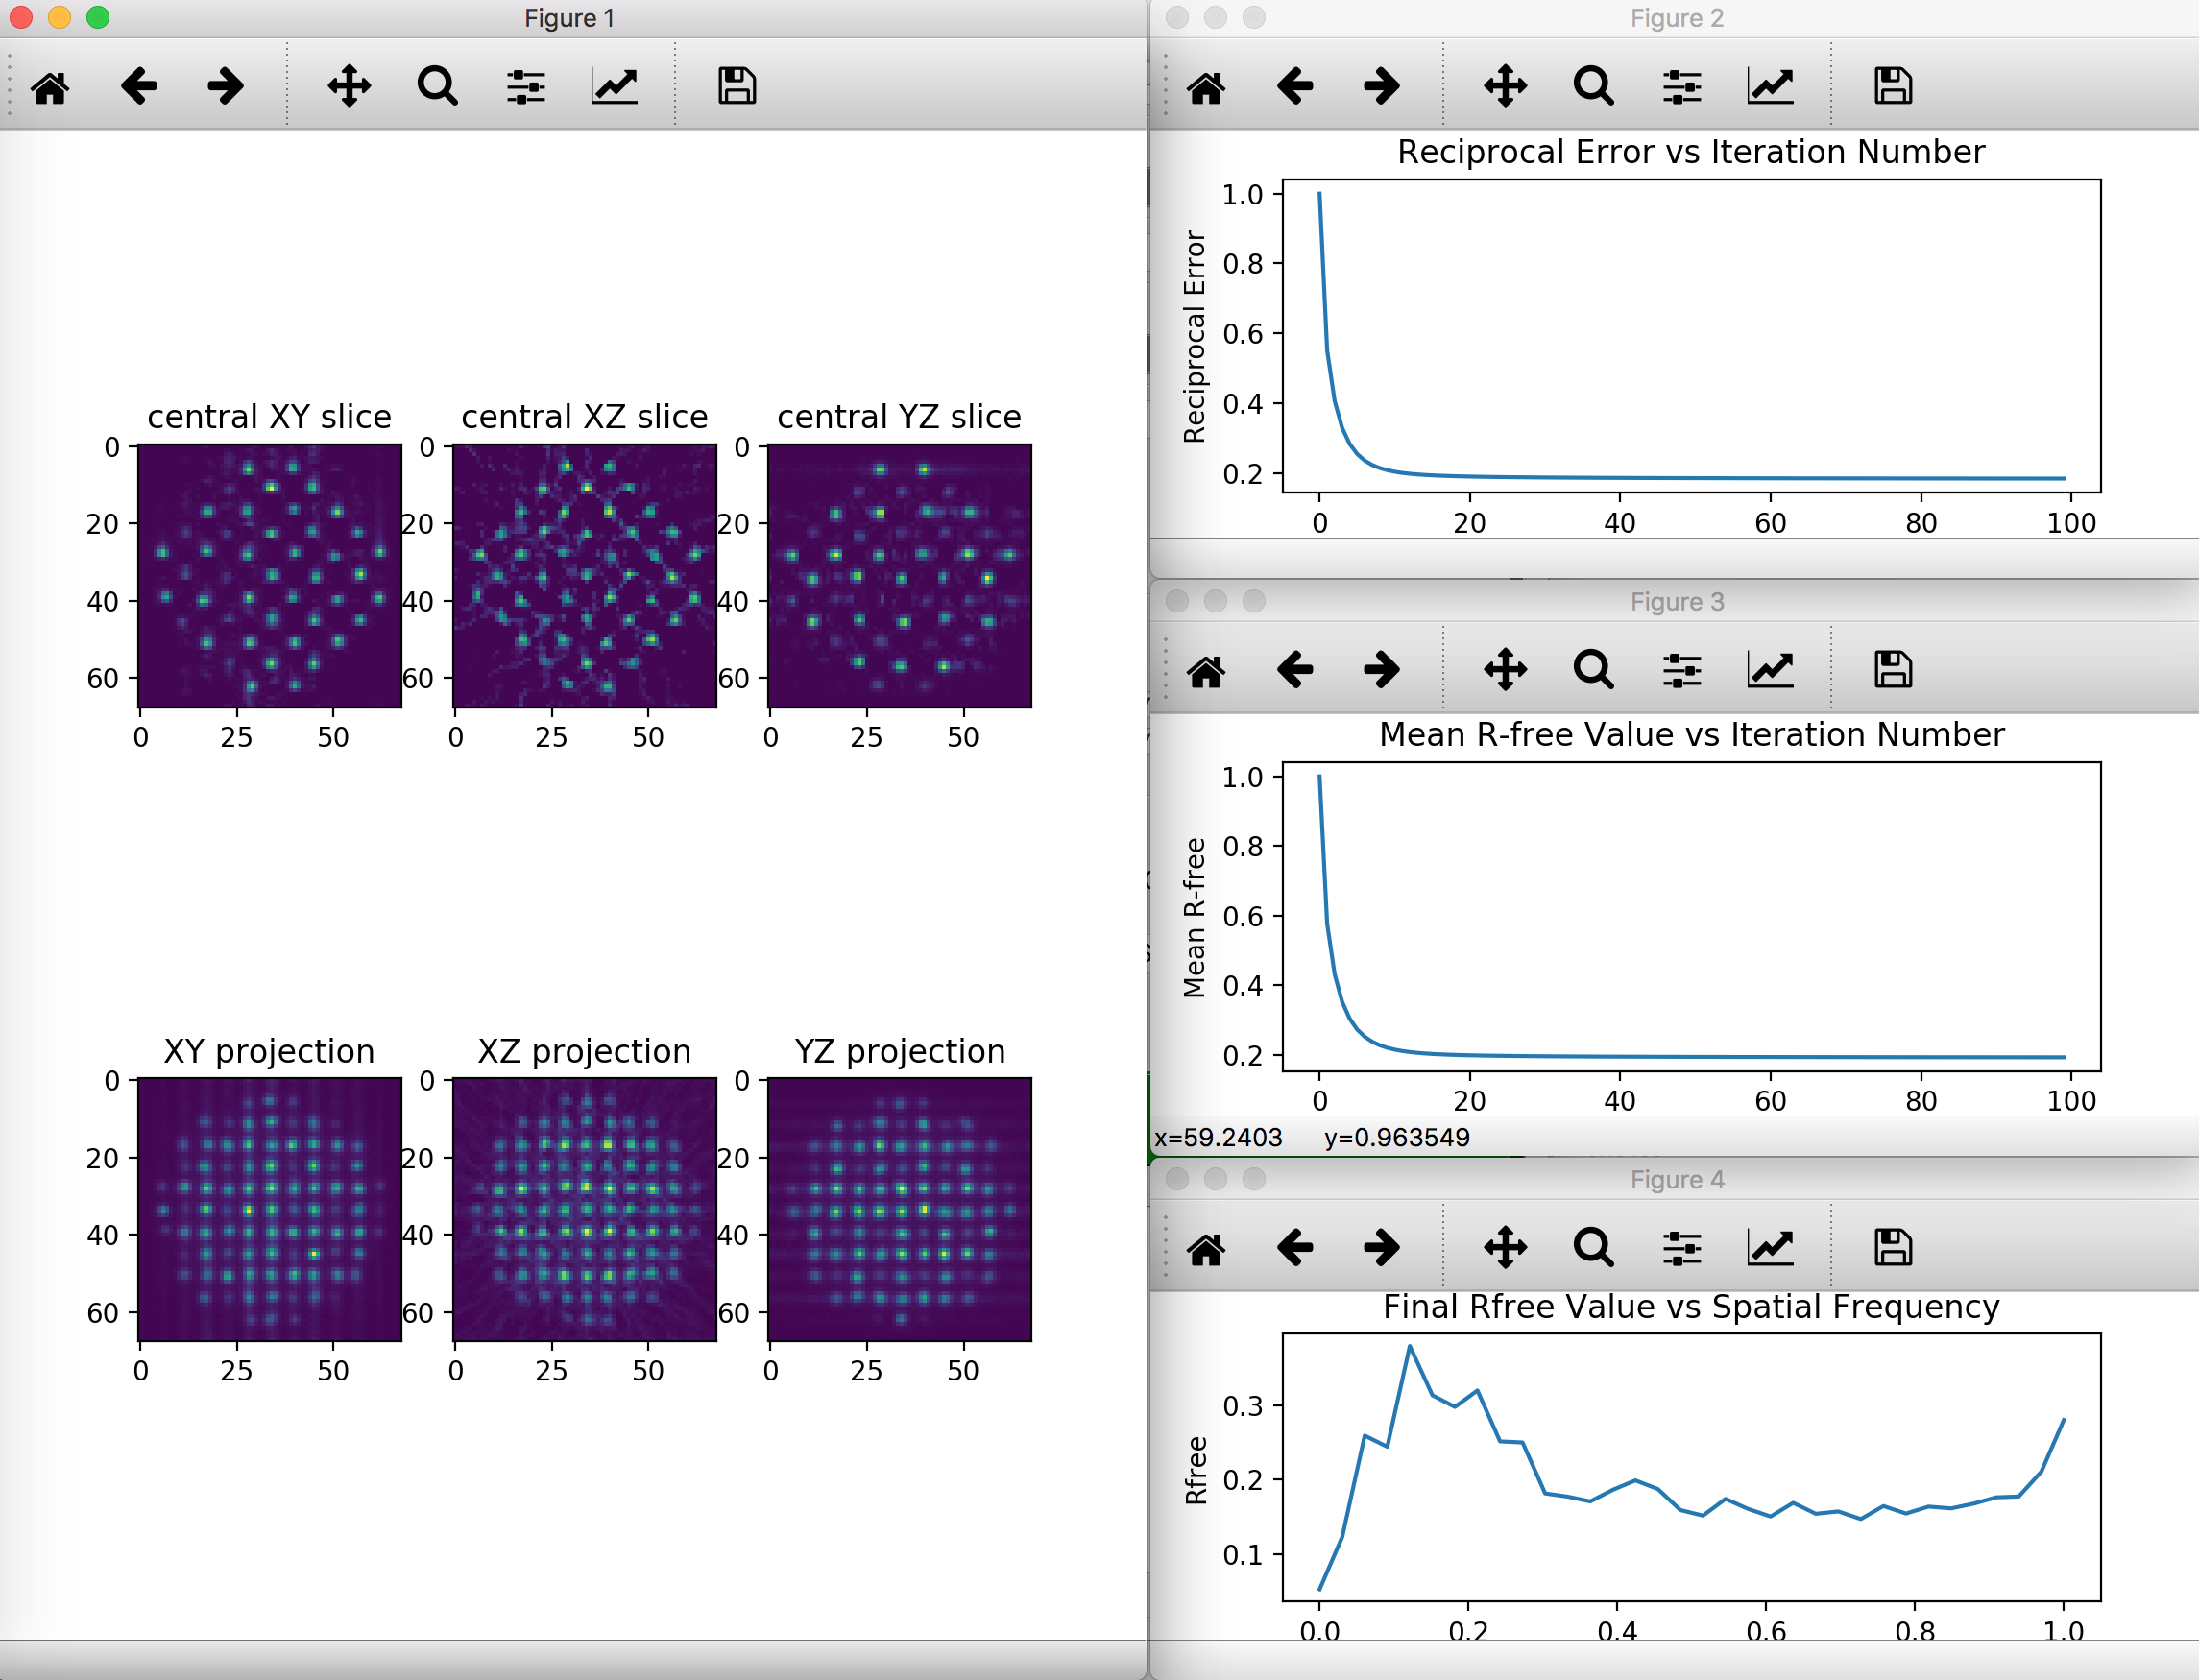 Figure 1
central XY slice central XZ slice central YZ slice
0 0 0
20 20 20
40 40 40
60 60 60
0 25 50 0 25 50 0 25 50
XY projection XZ projection YZ projection
0 0 0
20 20 20
40 40 40
60 60 60
0 25 50 0 25 50 0 25 50
Figure 2
Reciprocal Error vs Iteration Number
Reciprocal Error
1.0
0.8
0.6
0.4
0.2
0 20 40 60 80 100
Figure 3
Mean R-free Value vs Iteration Number
Mean R-free
1.0
0.8
0.6
0.4
0.2
0 20 40 60 80 100
x=59.2403 y=0.963549
Figure 4
Final Rfree Value vs Spatial Frequency
Rfree
0.3
0.2
0.1
0.0 0.2 0.4 0.6 0.8 1.0